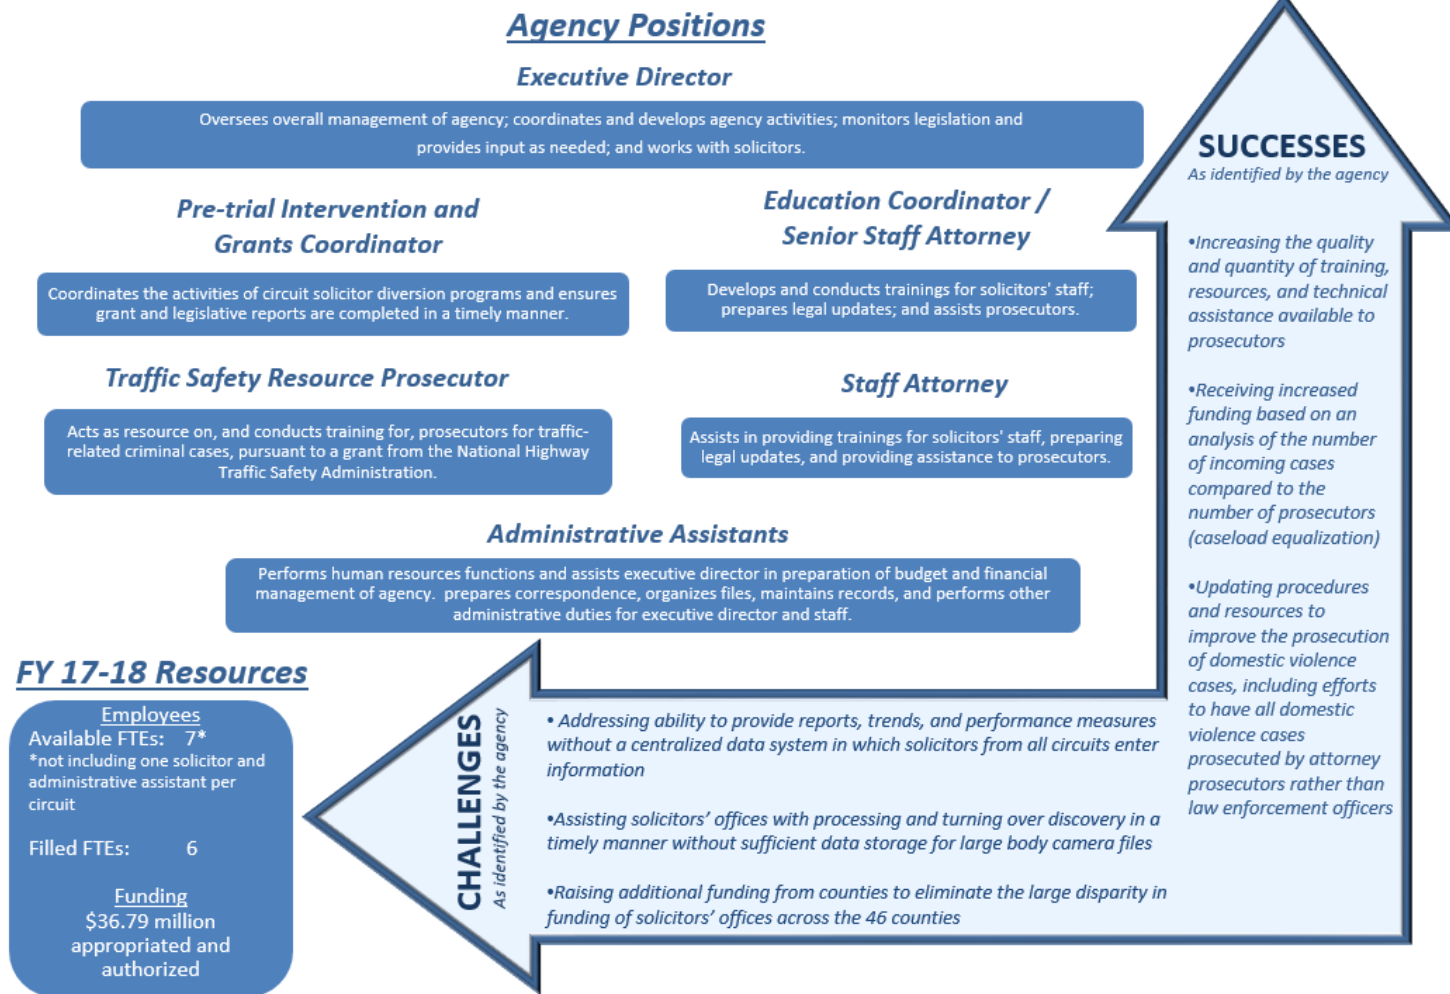 Agency Positions
Executive Director
Oversees overall management of agency; coordinates and develops agency activities; monitors legislation and
provides input as needed; and works with solicitors.
Pre-trial Intervention and
Grants Coordinator
Coordinates the activities of circuit solicitor diversion programs and ensures
grant and legislative reports are completed in a timely manner.
Education Coordinator /
Senior Staff Attorney
Develops and conducts trainings for solicitors' staff;
prepares legal updates; and assists prosecutors.
Traffic Safety Resource Prosecutor
Acts as resource on, and conducts training for, prosecutors for traffic-
related criminal cases, pursuant to a grant from the National Highway
Traffic Safety Administration.
Staff Attorney
Assists in providing trainings for solicitors' staff, preparing
legal updates, and providing assistance to prosecutors.
Administrative Assistants
Performs human resources functions and assists executive director in preparation of budget and financial
management of agency.  prepares correspondence, organizes files, maintains records, and performs other
administrative duties for executive director and staff.
SUCCESSES
As identified by the agency
•Increasing the quality
and quantity of training,
resources, and technical
assistance available to
prosecutors
•Receiving increased
funding based on an
analysis of the number
of incoming cases
compared to the
number of prosecutors
(caseload equalization)
•Updating procedures
and resources to
improve the prosecution
of domestic violence
cases, including efforts
to have all domestic
violence cases
prosecuted by attorney
prosecutors rather than
law enforcement officers
FY 17-18 Resources
Employees
Available FTEs: 7*
*not including one solicitor and
administrative assistant per
circuit
Filled FTEs: 6
Funding
$36.79 million
appropriated and
authorized
CHALLENGES
As identified by the agency
• Addressing ability to provide reports, trends, and performance measures
without a centralized data system in which solicitors from all circuits enter
information
•Assisting solicitors' offices with processing and turning over discovery in a
timely manner without sufficient data storage for large body camera files
•Raising additional funding from counties to eliminate the large disparity in
funding of solicitors' offices across the 46 counties